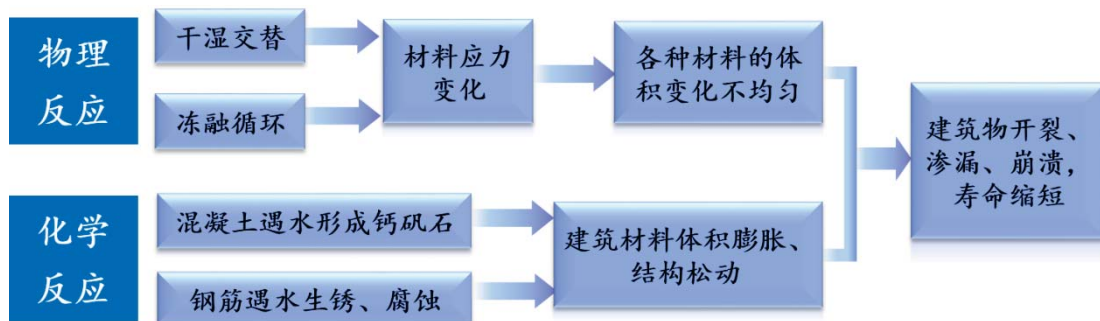 物理
反应
干湿交替
冻融循环
材料应力
变化
各种材料的体
积变化不均匀
化学
反应
混凝土遇水形成钙矾石
钢筋遇水生锈、腐蚀
建筑材料体积膨胀、
结构松动
建筑物开裂、
渗漏、崩溃，
寿命缩短